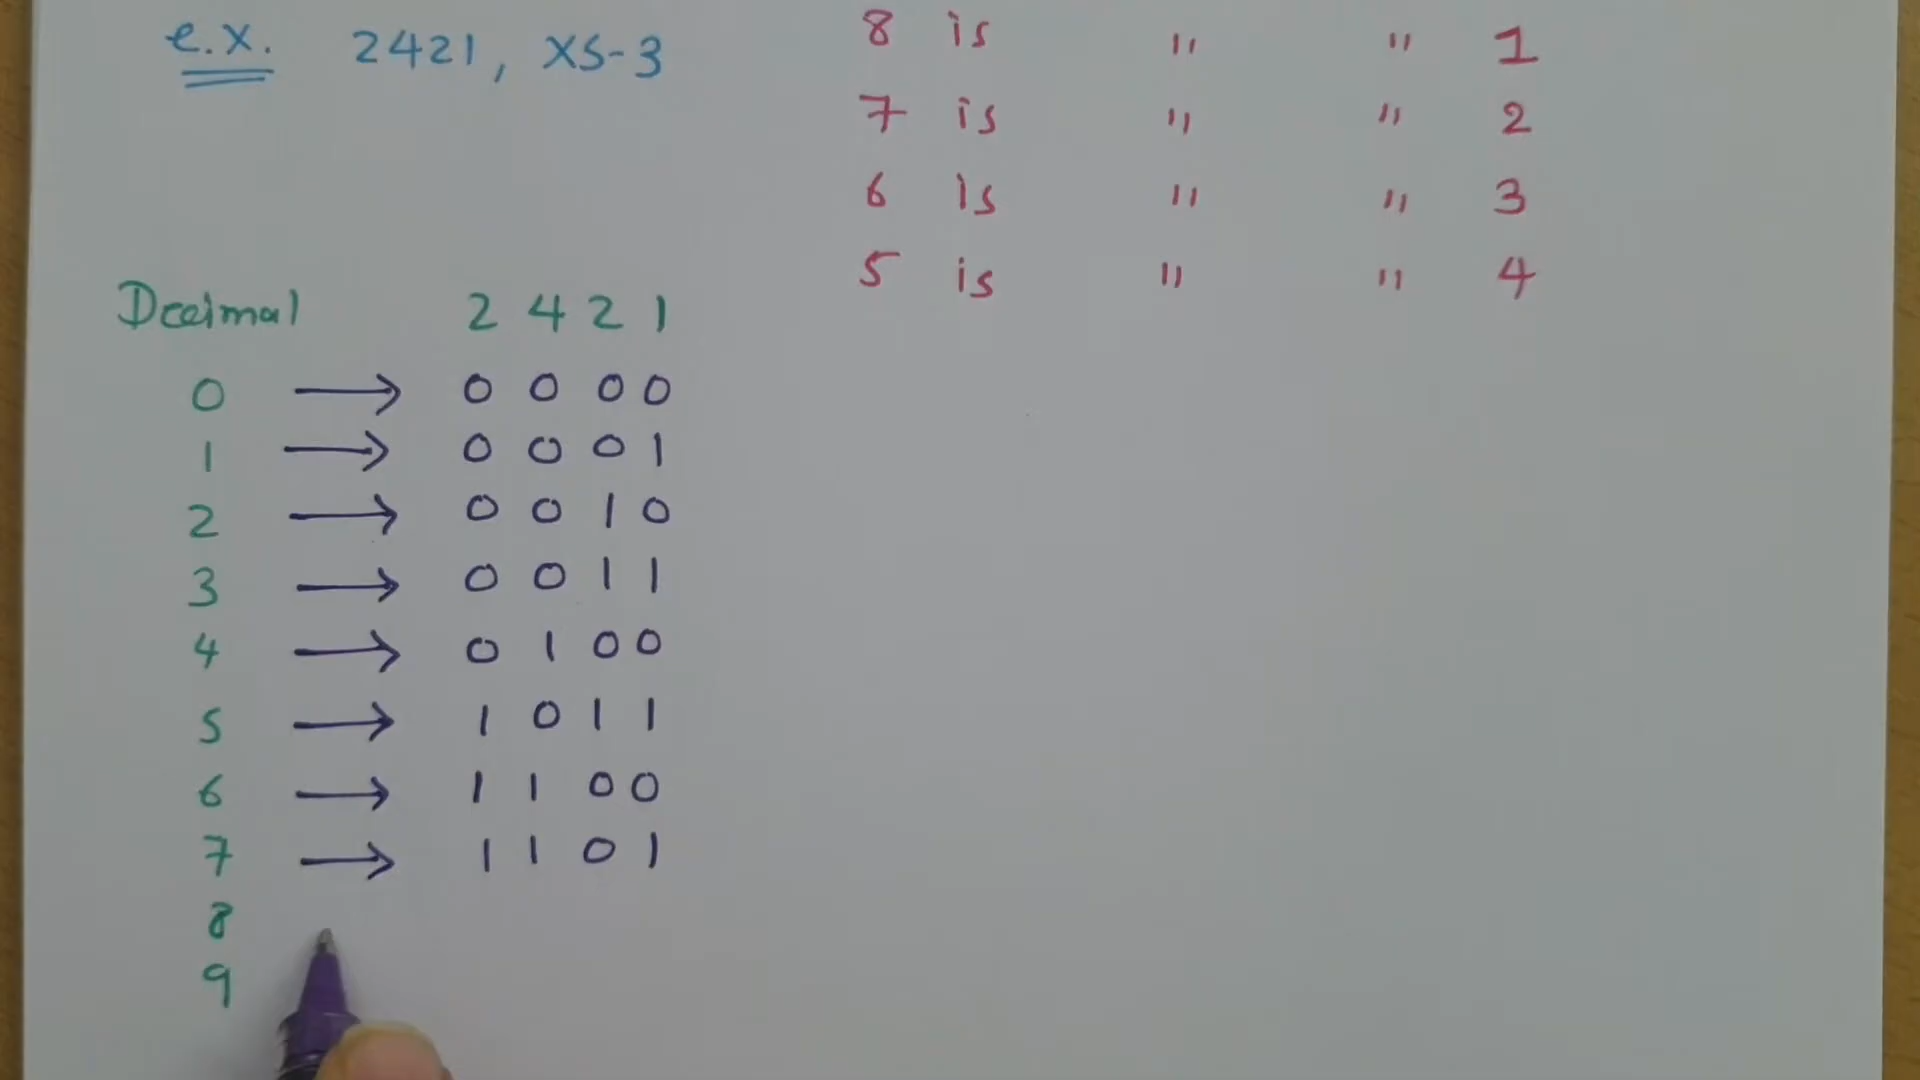 e.x. 2421, XS-3
8 is " " 1
7 is " " 2
6 is " " 3
5 is " " 4
Decimal 2 4 2 1
0 → 0 0 0 0
1 → 0 0 0 1
2 → 0 0 1 0
3 → 0 0 1 1
4 → 0 1 0 0
5 → 1 0 1 1
6 → 1 1 0 0
7 → 1 1 0 1
8
9